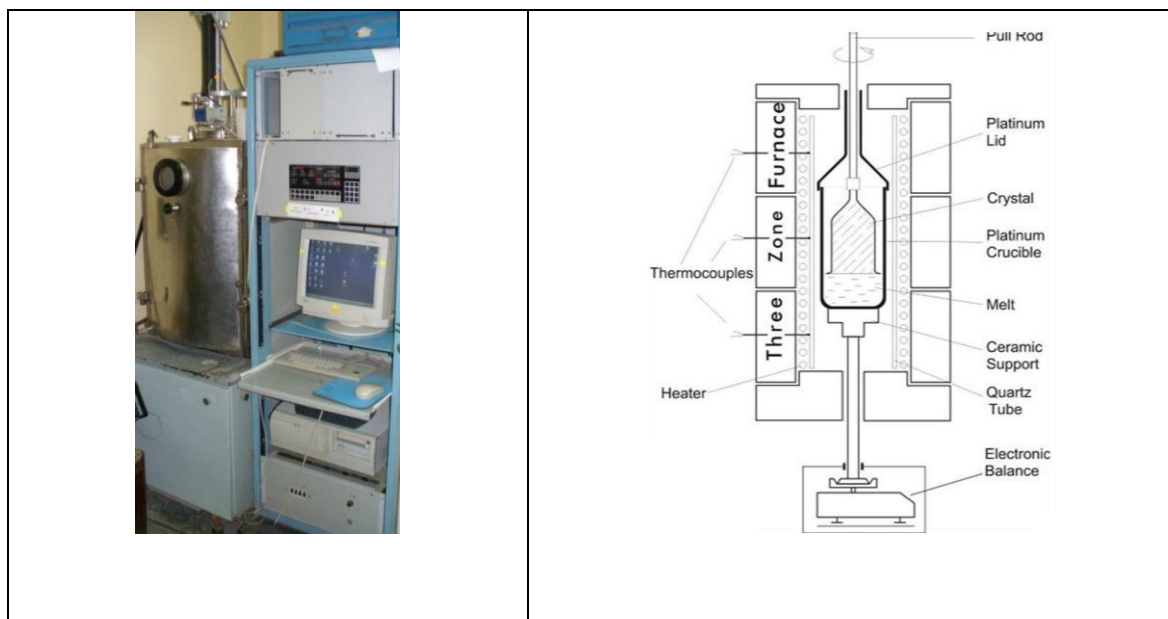 Pull Rod
Furnace
Platinum
Lid
Crystal
Zone
Platinum
Crucible
Thermocouples
Melt
Three
Ceramic
Support
Heater
Quartz
Tube
Electronic
Balance